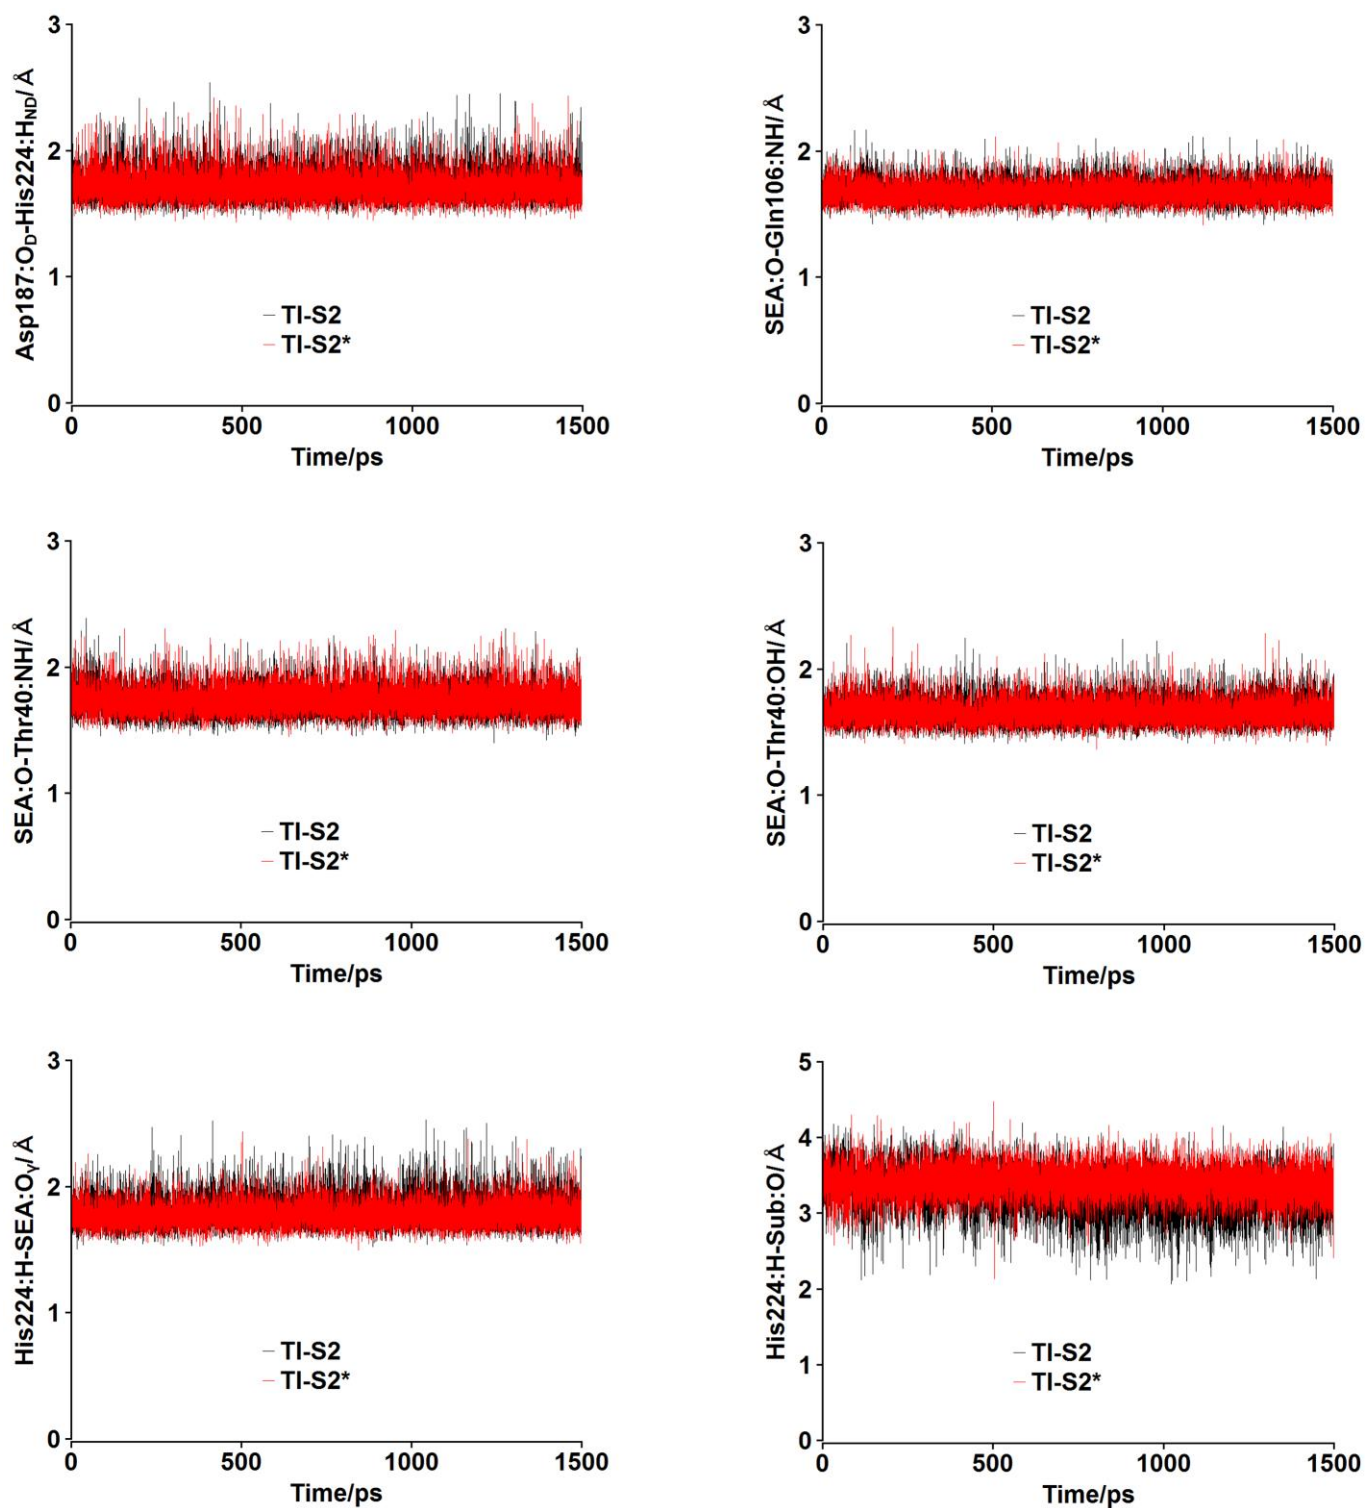 3
2
1
0
Asp187:O_D-His224:H_ND/ Å
TI-S2
TI-S2*
0 500 1000 1500
Time/ps
3
2
1
0
SEA:O-Gln106:NH/ Å
TI-S2
TI-S2*
0 500 1000 1500
Time/ps
3
2
1
0
SEA:O-Thr40:NH/ Å
TI-S2
TI-S2*
0 500 1000 1500
Time/ps
3
2
1
0
SEA:O-Thr40:OH/ Å
TI-S2
TI-S2*
0 500 1000 1500
Time/ps
3
2
1
0
His224:H-SEA:Oγ/ Å
TI-S2
TI-S2*
0 500 1000 1500
Time/ps
5
4
3
2
1
0
His224:H-Sub:O/ Å
TI-S2
TI-S2*
0 500 1000 1500
Time/ps